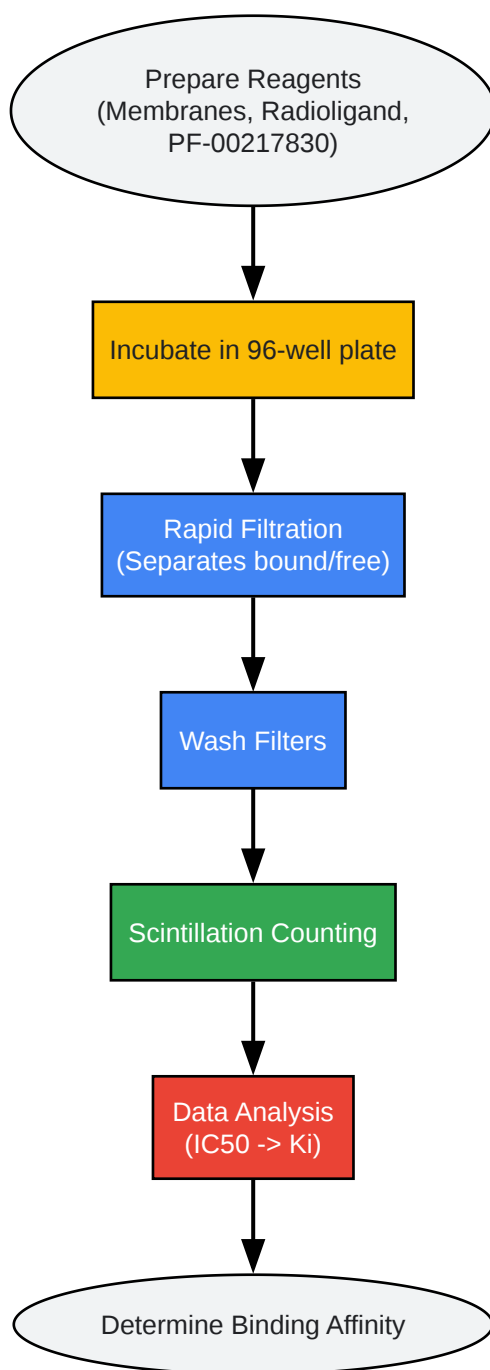 Prepare Reagents
(Membranes, Radioligand,
PF-00217830)
Incubate in 96-well plate
Rapid Filtration
(Separates bound/free)
Wash Filters
Scintillation Counting
Data Analysis
(IC50 -> Ki)
Determine Binding Affinity